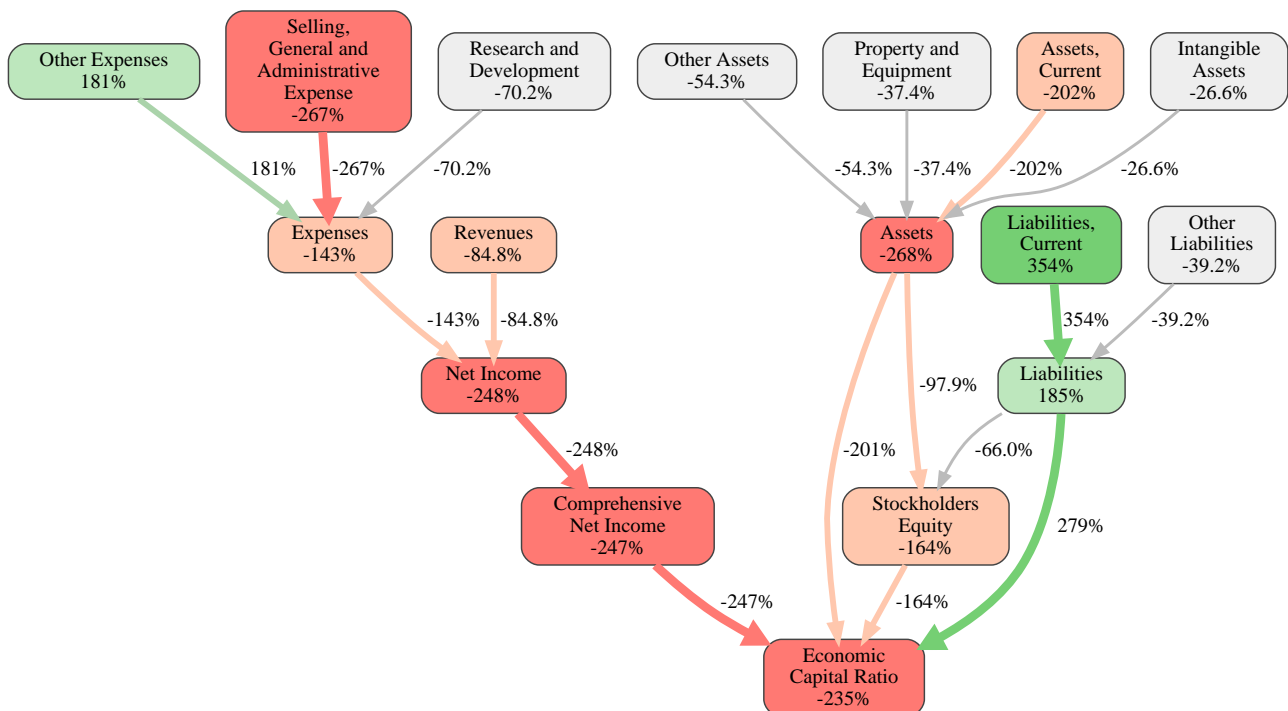 Other Expenses
181%
Selling,
General and
Administrative
Expense
-267%
Research and
Development
-70.2%
Other Assets
-54.3%
Property and
Equipment
-37.4%
Assets,
Current
-202%
Intangible
Assets
-26.6%
181%
-267%
-70.2%
-54.3%
-37.4%
-202%
-26.6%
Expenses
-143%
Revenues
-84.8%
Assets
-268%
Liabilities,
Current
354%
Other
Liabilities
-39.2%
-143%
-84.8%
354%
-39.2%
Net Income
-248%
-97.9%
Liabilities
185%
-248%
-201%
-66.0%
Comprehensive
Net Income
-247%
Stockholders
Equity
-164%
279%
-247%
-164%
Economic
Capital Ratio
-235%